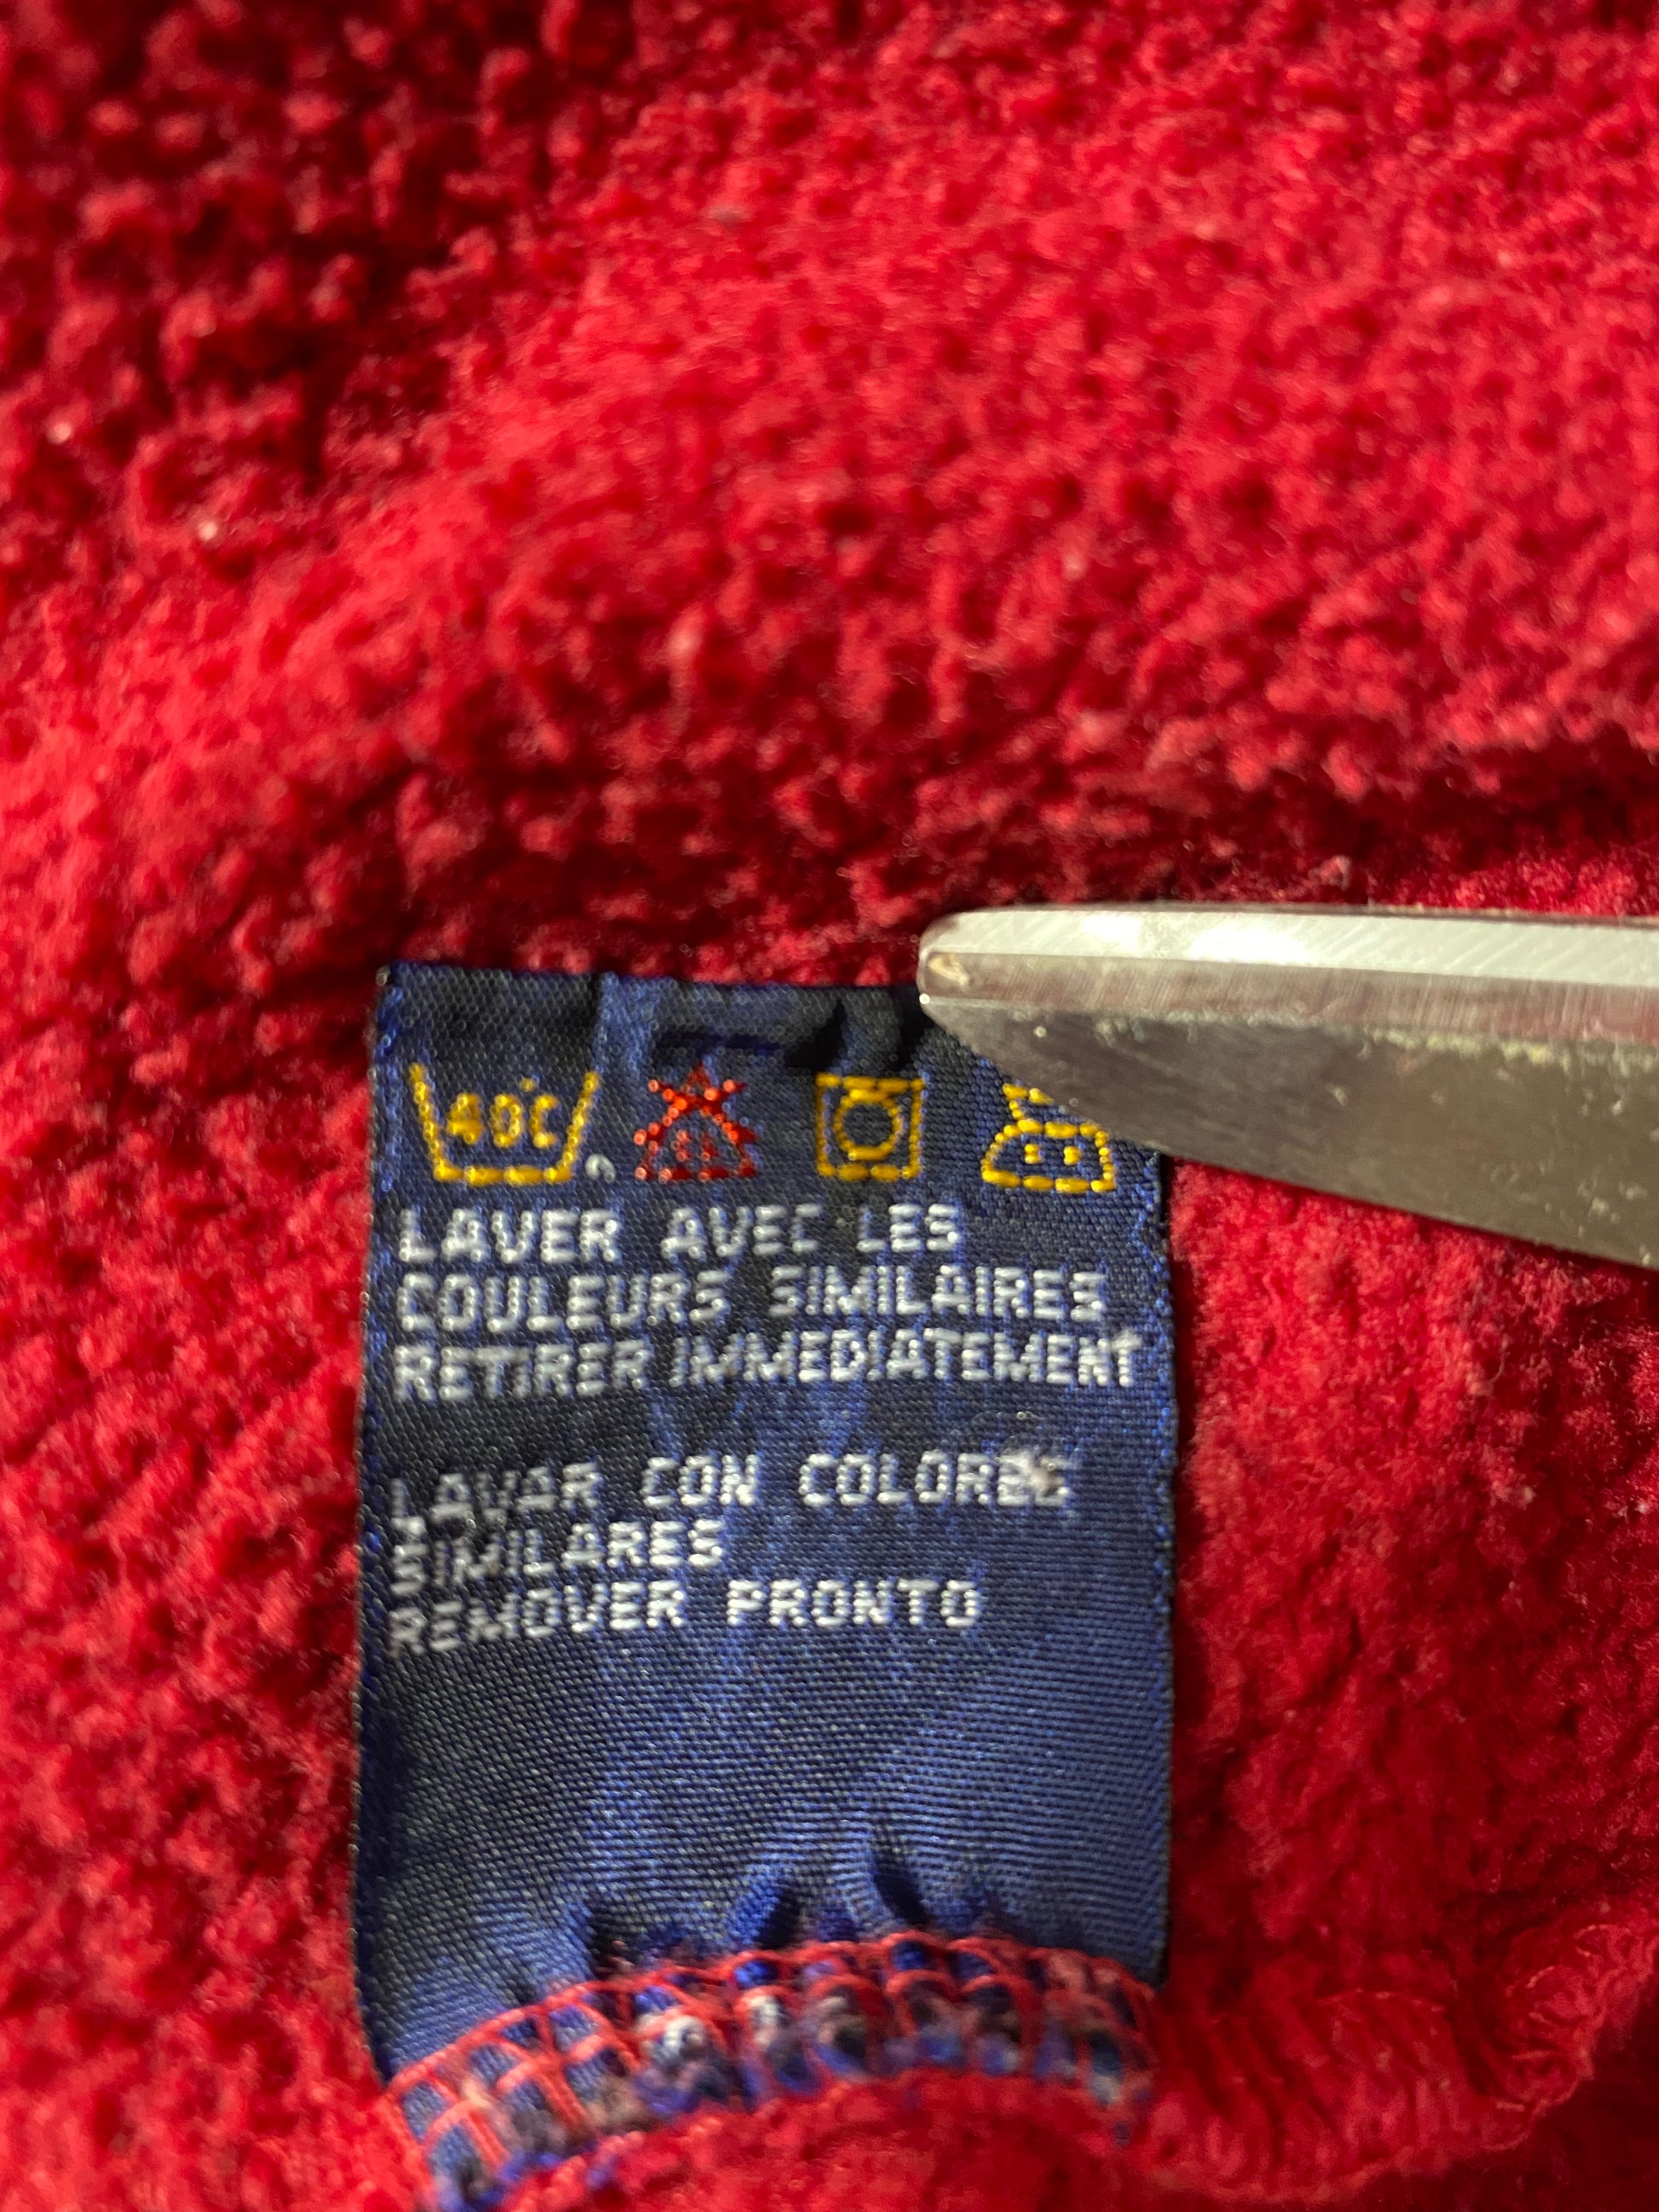 40C
LAVER AVEC LES
COULEURS SIMILAIRES
RETIRER IMMEDIATEMENT
LAVAR CON COLORES
SIMILARES
REMOVER PRONTO